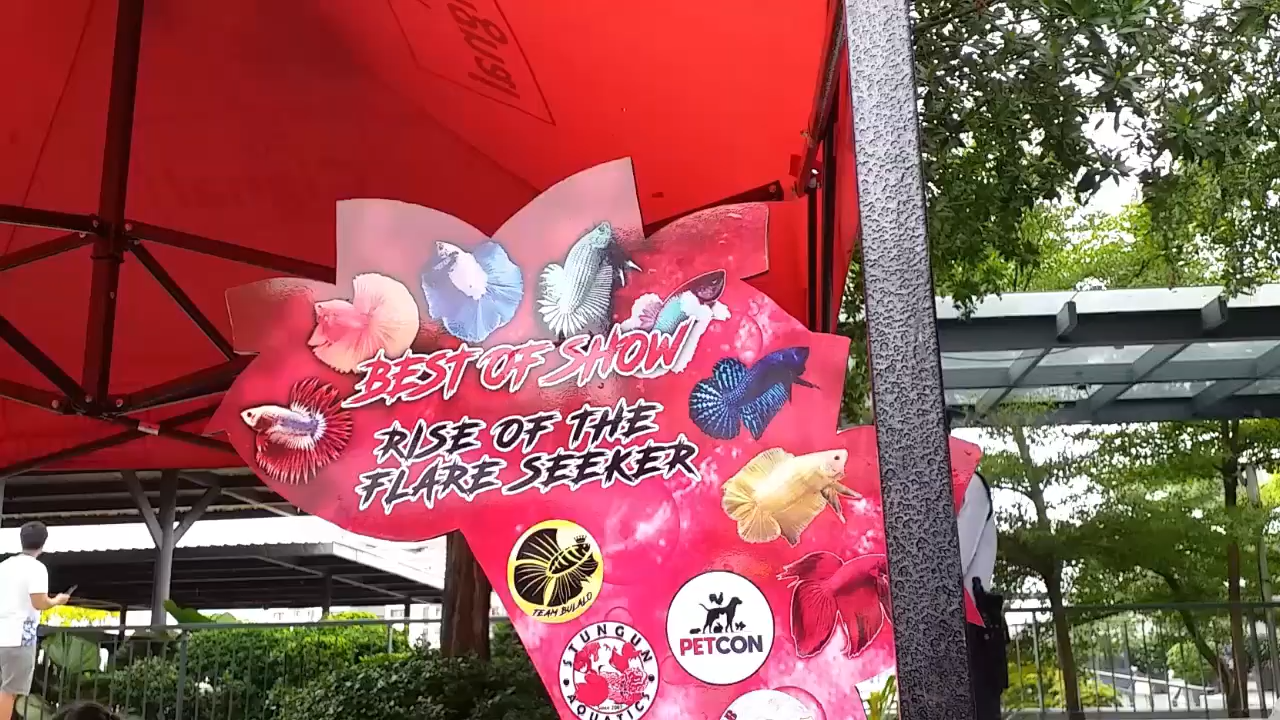 BEST OF SHOW
RISE OF THE
FLARE SEEKER
TEAM BULALO
PETCON
STUNGUN
AQUATICS